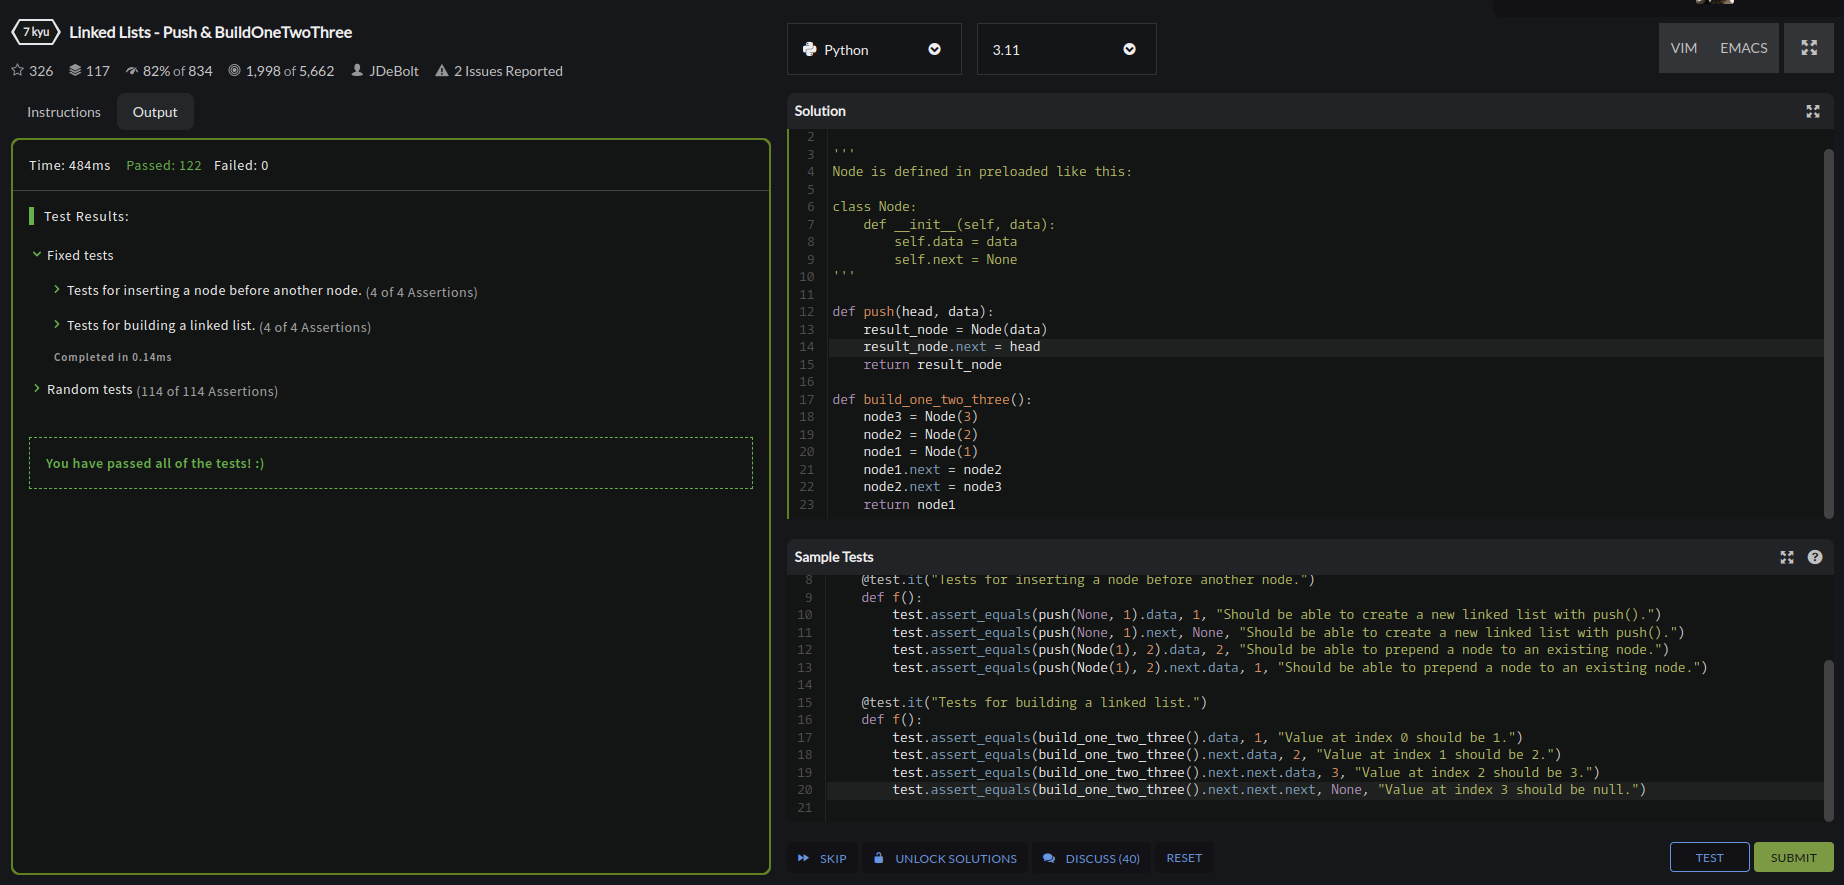 7 kyu Linked Lists - Push & BuildOneTwoThree
326 117 82% of 834 1,998 of 5,662 JDeBolt 2 Issues Reported
Instructions Output
Time: 484ms Passed: 122 Failed: 0
Test Results:
Fixed tests
Tests for inserting a node before another node. (4 of 4 Assertions)
Tests for building a linked list. (4 of 4 Assertions)
Completed in 0.14ms
Random tests (114 of 114 Assertions)
You have passed all of the tests! :)
Python 3.11 VIM EMACS
Solution
2
3 '''
4 Node is defined in preloaded like this:
5
6 class Node:
7     def __init__(self, data):
8         self.data = data
9         self.next = None
10 '''
11
12 def push(head, data):
13     result_node = Node(data)
14     result_node.next = head
15     return result_node
16
17 def build_one_two_three():
18     node3 = Node(3)
19     node2 = Node(2)
20     node1 = Node(1)
21     node1.next = node2
22     node2.next = node3
23     return node1
Sample Tests
8     @test.it("Tests for inserting a node before another node.")
9     def f():
10         test.assert_equals(push(None, 1).data, 1, "Should be able to create a new linked list with push().")
11         test.assert_equals(push(None, 1).next, None, "Should be able to create a new linked list with push().")
12         test.assert_equals(push(Node(1), 2).data, 2, "Should be able to prepend a node to an existing node.")
13         test.assert_equals(push(Node(1), 2).next.data, 1, "Should be able to prepend a node to an existing node.")
14
15     @test.it("Tests for building a linked list.")
16     def f():
17         test.assert_equals(build_one_two_three().data, 1, "Value at index 0 should be 1.")
18         test.assert_equals(build_one_two_three().next.data, 2, "Value at index 1 should be 2.")
19         test.assert_equals(build_one_two_three().next.next.data, 3, "Value at index 2 should be 3.")
20         test.assert_equals(build_one_two_three().next.next.next, None, "Value at index 3 should be null.")
21
SKIP UNLOCK SOLUTIONS DISCUSS (40) RESET TEST SUBMIT